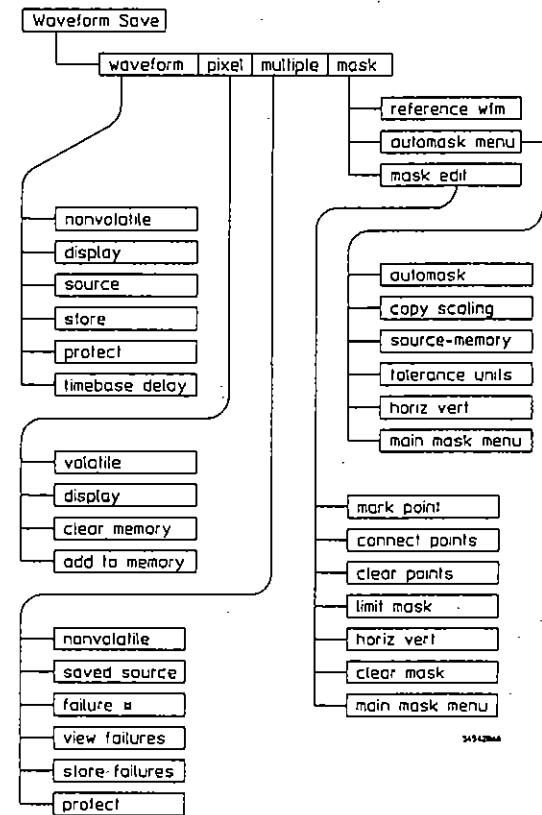 Waveform Save
waveform pixel multiple mask
reference wfm
automask menu
mask edit
nonvolatile
display
source
store
protect
timebase delay
automask
copy scaling
source-memory
tolerance units
horiz vert
main mask menu
volatile
display
clear memory
add to memory
mark point
connect points
clear points
limit mask
horiz vert
clear mask
main mask menu
nonvolatile
saved source
failure #
view failures
store failures
protect